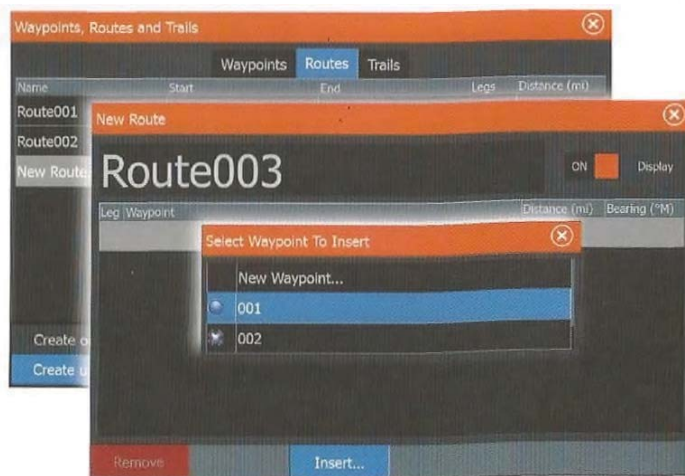 Waypoints, Routes and Trails
Waypoints Routes Trails
Name Start End Legs Distance (mi)
Route001
Route002
New Route
New Route
Route003
ON Display
Leg Waypoint Distance (mi) Bearing (°M)
Select Waypoint To Insert
New Waypoint...
001
002
Create
Create
Remove Insert...